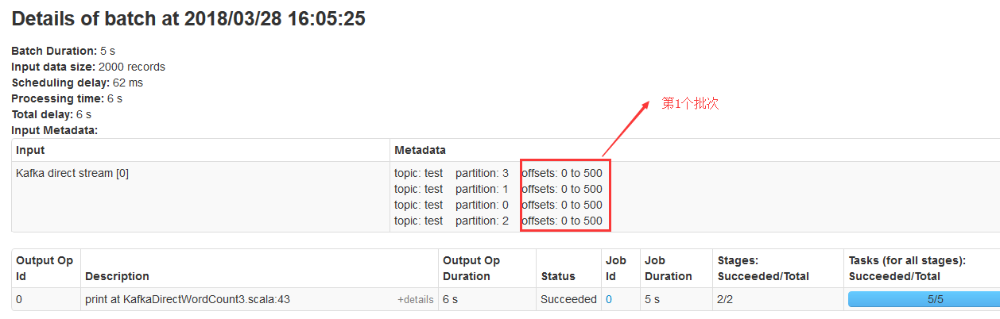 Details of batch at 2018/03/28 16:05:25
Batch Duration: 5 s
Input data size: 2000 records
Scheduling delay: 62 ms
Processing time: 6 s
Total delay: 6 s
Input Metadata:
第1个批次
Input Metadata
Kafka direct stream [0] topic: test partition: 3 offsets: 0 to 500
topic: test partition: 1 offsets: 0 to 500
topic: test partition: 0 offsets: 0 to 500
topic: test partition: 2 offsets: 0 to 500
Output Op Id Description Output Op Duration Status Job Id Job Duration Stages: Succeeded/Total Tasks (for all stages): Succeeded/Total
0 print at KafkaDirectWordCount3.scala:43 +details 6 s Succeeded 0 5 s 2/2 5/5